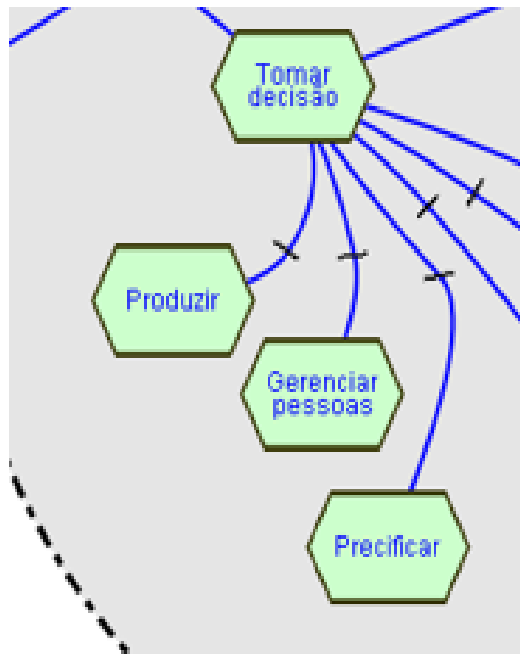 Tomar
decisão
Produzir
Gerenciar
pessoas
Precificar